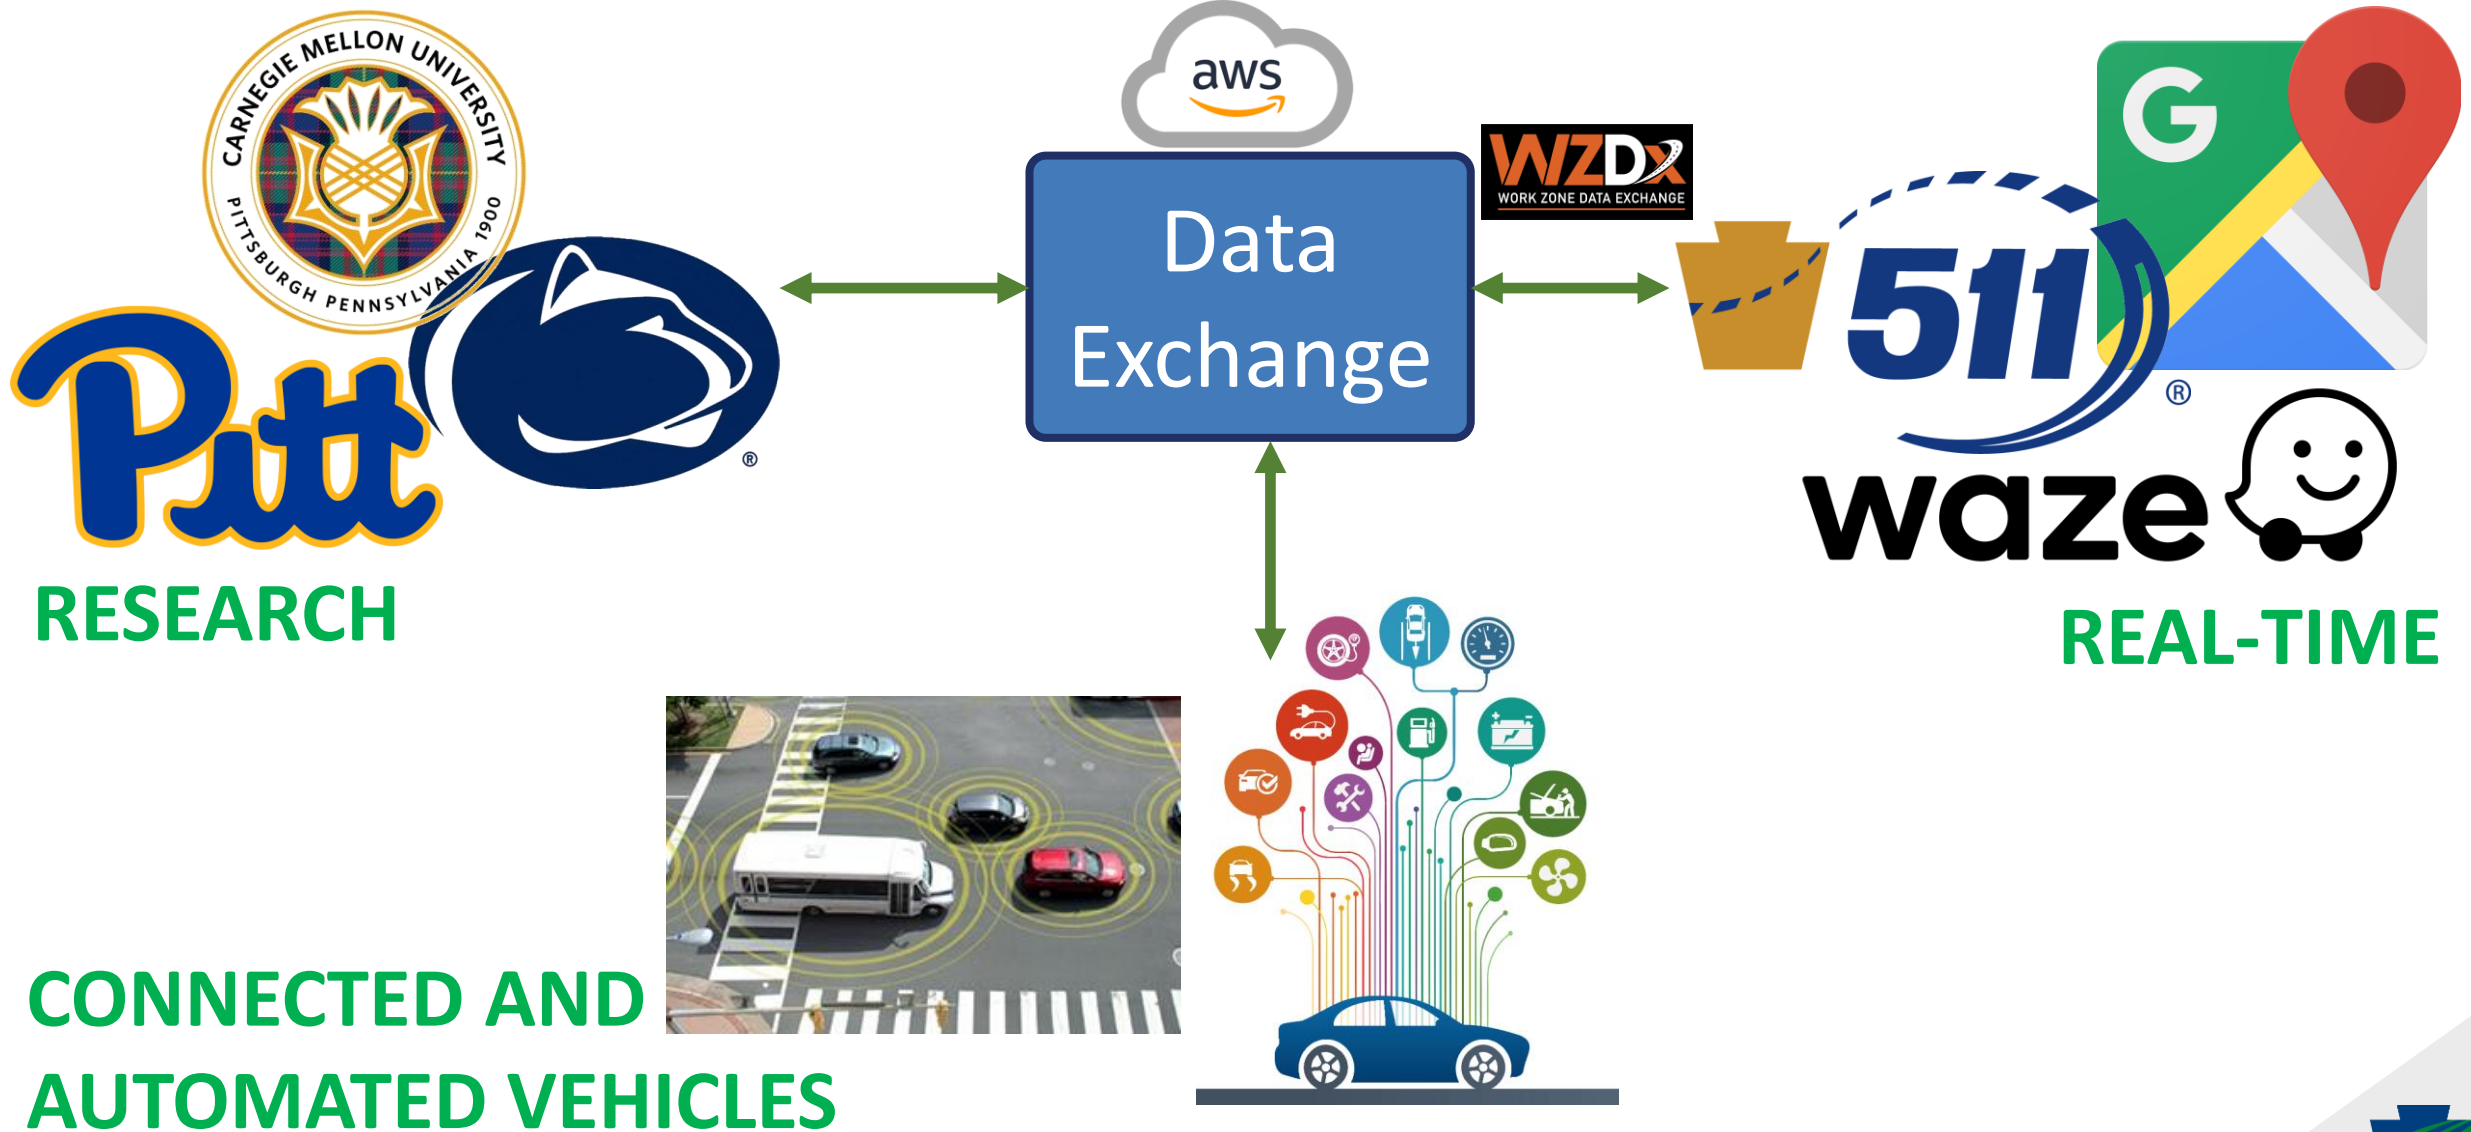 CARNEGIE MELLON UNIVERSITY
PITTSBURGH PENNSYLVANIA 1900
Pitt
®
RESEARCH
aws
Data
Exchange
WZDx
WORK ZONE DATA EXCHANGE
G
511
®
waze
REAL-TIME
CONNECTED AND
AUTOMATED VEHICLES